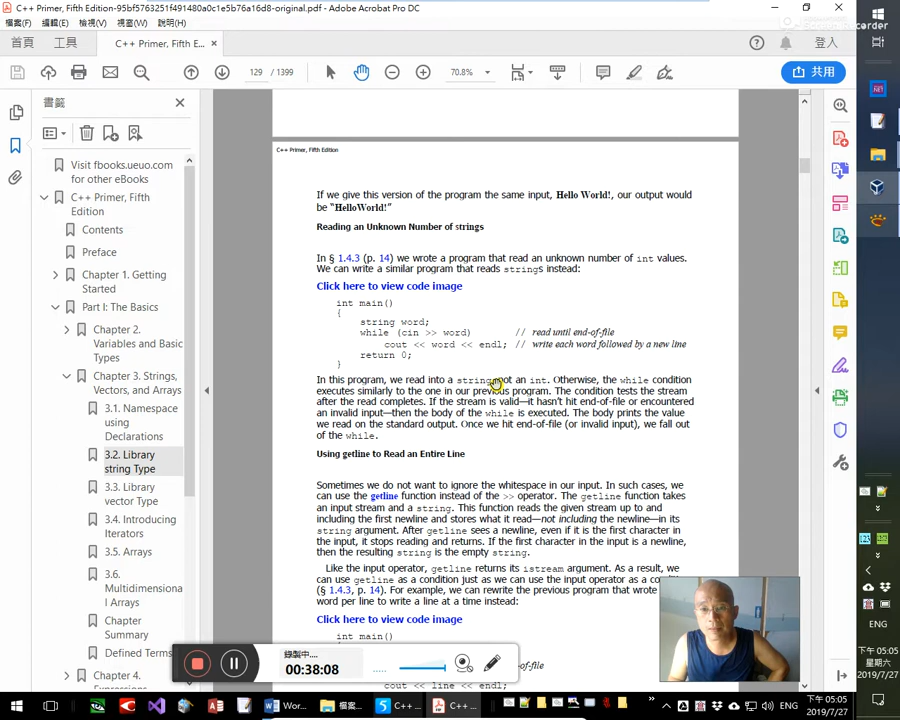 C++ Primer, Fifth Edition-95bf5763251f491480a0c1e5b76a16d8-original.pdf - Adobe Acrobat Pro DC
檔案(F) 編輯(E) 檢視(V) 視窗(W) 說明(H)
首頁 工具 C++ Primer, Fifth E... × 登入
129 / 1399 70.8% 共用
書籤
Visit fbooks.ueuo.com
for other eBooks
C++ Primer, Fifth
Edition
Contents
Preface
Chapter 1. Getting
Started
Part I: The Basics
Chapter 2.
Variables and Basic
Types
Chapter 3. Strings,
Vectors, and Arrays
3.1. Namespace
using
Declarations
3.2. Library
string Type
3.3. Library
vector Type
3.4. Introducing
Iterators
3.5. Arrays
3.6.
Multidimensiona
l Arrays
Chapter
Summary
Defined Terms
Chapter 4.
C++ Primer, Fifth Edition
If we give this version of the program the same input, Hello World!, our output would
be “HelloWorld!”
Reading an Unknown Number of strings
In § 1.4.3 (p. 14) we wrote a program that read an unknown number of int values.
We can write a similar program that reads strings instead:
Click here to view code image
int main()
{
string word;
while (cin >> word) // read until end-of-file
cout << word << endl; // write each word followed by a new line
return 0;
}
In this program, we read into a string, not an int. Otherwise, the while condition
executes similarly to the one in our previous program. The condition tests the stream
after the read completes. If the stream is valid—it hasn’t hit end-of-file or encountered
an invalid input—then the body of the while is executed. The body prints the value
we read on the standard output. Once we hit end-of-file (or invalid input), we fall out
of the while.
Using getline to Read an Entire Line
Sometimes we do not want to ignore the whitespace in our input. In such cases, we
can use the getline function instead of the >> operator. The getline function takes
an input stream and a string. This function reads the given stream up to and
including the first newline and stores what it read—not including the newline—in its
string argument. After getline sees a newline, even if it is the first character in
the input, it stops reading and returns. If the first character in the input is a newline,
then the resulting string is the empty string.
Like the input operator, getline returns its istream argument. As a result, we
can use getline as a condition just as we can use the input operator as a
(§ 1.4.3, p. 14). For example, we can rewrite the previous program that wrote
word per line to write a line at a time instead:
Click here to view code image
int main()
-file
cout << line << endl;
錄製中....
00:38:08
ENG
下午 05:05
星期六
2019/7/27
Wor... 檔案... C++ ... C++ ... ENG 下午 05:05
2019/7/27